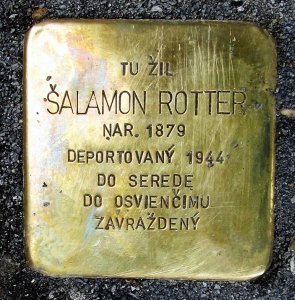 TU ŽIL
ŠALAMON ROTTER
NAR. 1879
DEPORTOVANÝ 1944
DO SEREDE
DO OSVIENČIMU
ZAVRAŽDENÝ